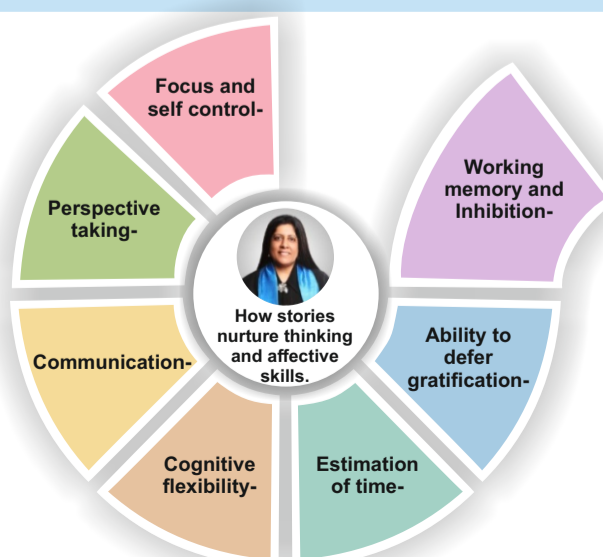 Focus and
self control-
Perspective
taking-
Communication-
Cognitive
flexibility-
Estimation
of time-
Ability to
defer
gratification-
Working
memory and
Inhibition-
How stories
nurture thinking
and affective
skills.